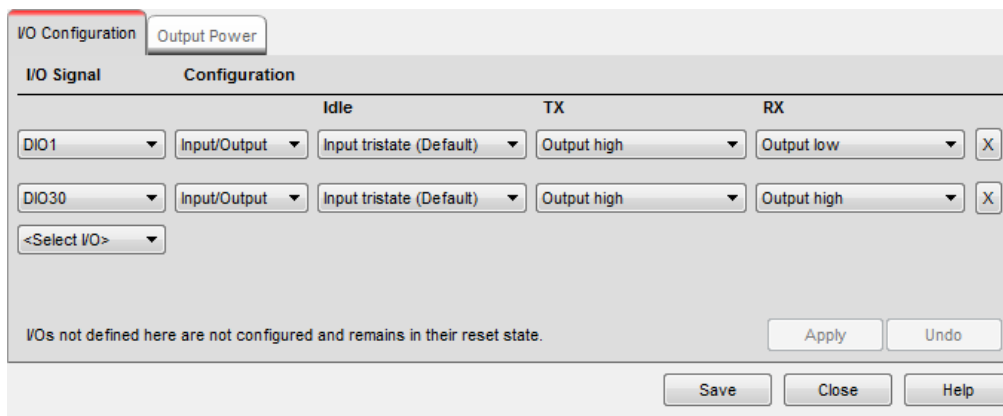 I/O Configuration Output Power
I/O Signal Configuration
Idle TX RX
DIO1 Input/Output Input tristate (Default) Output high Output low X
DIO30 Input/Output Input tristate (Default) Output high Output high X
<Select I/O>
I/Os not defined here are not configured and remains in their reset state. Apply Undo
Save Close Help